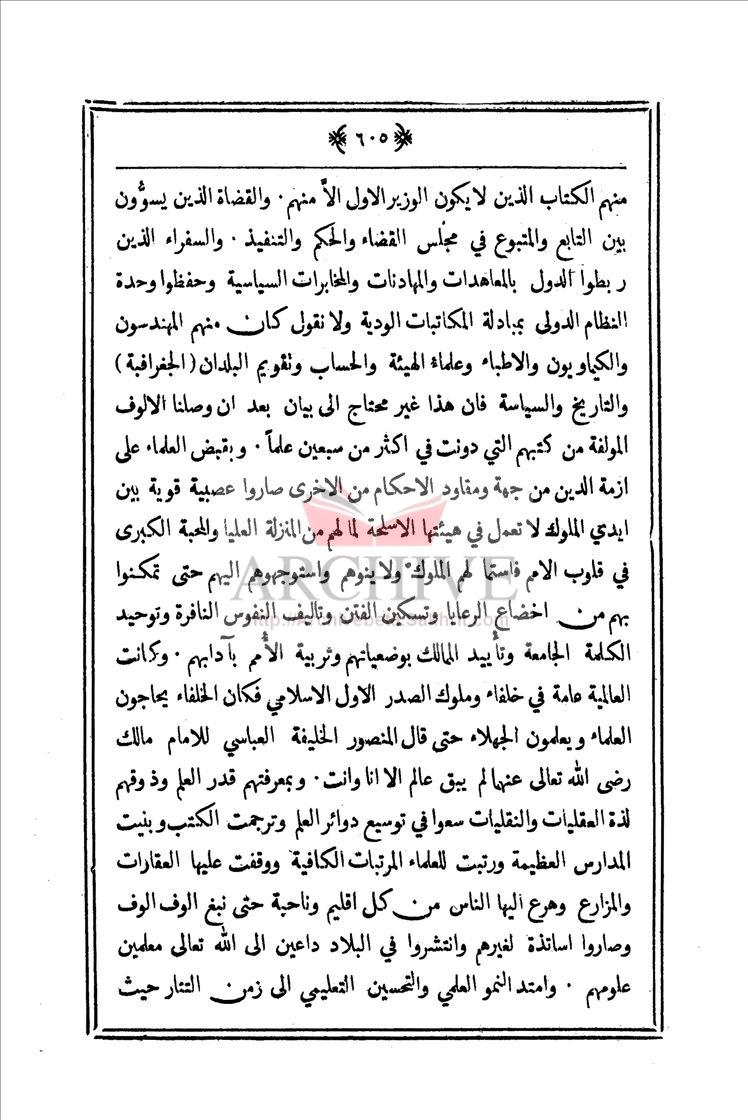 ﴿ ٦٠٥ ﴾
منهم الكتاب الذين لا يكون الوزير الاول الاَّ منهم · والقضاة الذين يسوُّون
بين التابع والمتبوع في مجلس القضاء والحكم والتنفيذ · والسفراء الذين
ربطوا الدول بالمعاهدات والمهادنات والمخابرات السياسية وحفظوا وحدة
النظام الدولى بمبادلة المكاتبات الودية ولا نقول كان منهم المهندسون
والكياويون والاطباء وعلماء الهيئة والحساب وتقويم البلدان (الجغرافية)
والتاريخ والسياسة فان هذا غير محتاج الى بيان بعد ان وصلنا الالوف
المولفة من كتبهم التي دونت في اكثر من سبعين علماً · وبقبض العلماء على
ازمة الدين من جهة ومقاود الاحكام من الاخرى صاروا عصبية قوية بين
ايدي الملوك لا تعمل في هيئتها الاسلحة لما لهم من المنزلة العليا والمحبة الكبرى
في قلوب الامم فاستما لهم الملوك ولاينوهم واستوجهوهم اليهم حتى تمكنوا
بهم من اخضاع الرعايا وتسكين الفتن وتاليف النفوس النافرة وتوحيد
الكلمة الجامعة وتأييد الممالك بوضعياتهم وتربية الأمم بآدابهم · وكانت
العالمية عامة في خلفاء وملوك الصدر الاول الاسلامي فكان الخلفاء يحاجون
العلماء ويعلمون الجهلاء حتى قال المنصور الخليفة العباسي للامام مالك
رضى الله تعالى عنهما لم يبق عالم الا انا وانت · وبمعرفتهم قدر العلم وذوقهم
لذة العقليات والنقليات سعوا في توسيع دوائر العلم وترجمت الكتب وبنيت
المدارس العظيمة ورتبت للعلماء المرتبات الكافية ووقفت عليها العقارات
والمزارع وهرع اليها الناس من كل اقليم وناحية حتى نبغ الوف الوف
وصاروا اساتذة لغيرهم وانتشروا في البلاد داعين الى الله تعالى معلمين
علومهم · وامتد النمو العلمي والتحسين التعليمي الى زمن التتار حيث
ARCHIVE